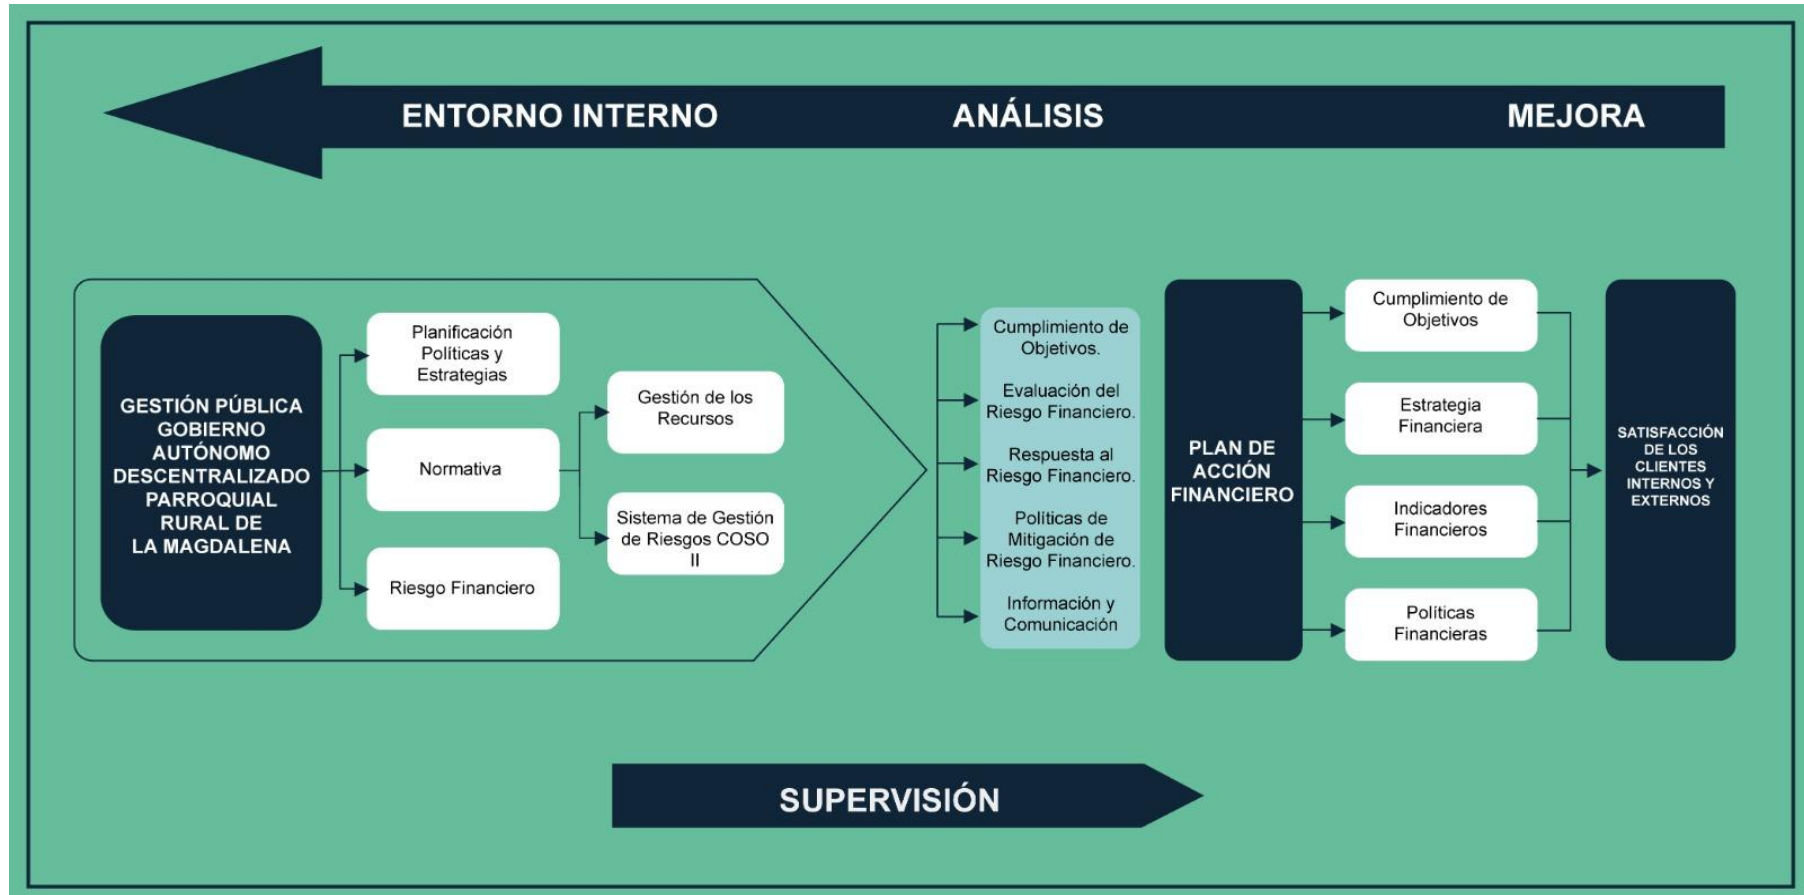 ENTORNO INTERNO
ANÁLISIS
MEJORA
GESTIÓN PÚBLICA
GOBIERNO
AUTÓNOMO
DESCENTRALIZADO
PARROQUIAL
RURAL DE
LA MAGDALENA
Planificación
Políticas y
Estrategias
Normativa
Riesgo Financiero
Gestión de los
Recursos
Sistema de Gestión
de Riesgos COSO
II
Cumplimiento de
Objetivos.
Evaluación del
Riesgo Financiero.
Respuesta al
Riesgo Financiero.
Políticas de
Mitigación de
Riesgo Financiero.
Información y
Comunicación
PLAN DE
ACCIÓN
FINANCIERO
Cumplimiento de
Objetivos
Estrategia
Financiera
Indicadores
Financieros
Políticas
Financieras
SATISFACCIÓN
DE LOS
CLIENTES
INTERNOS Y
EXTERNOS
SUPERVISIÓN